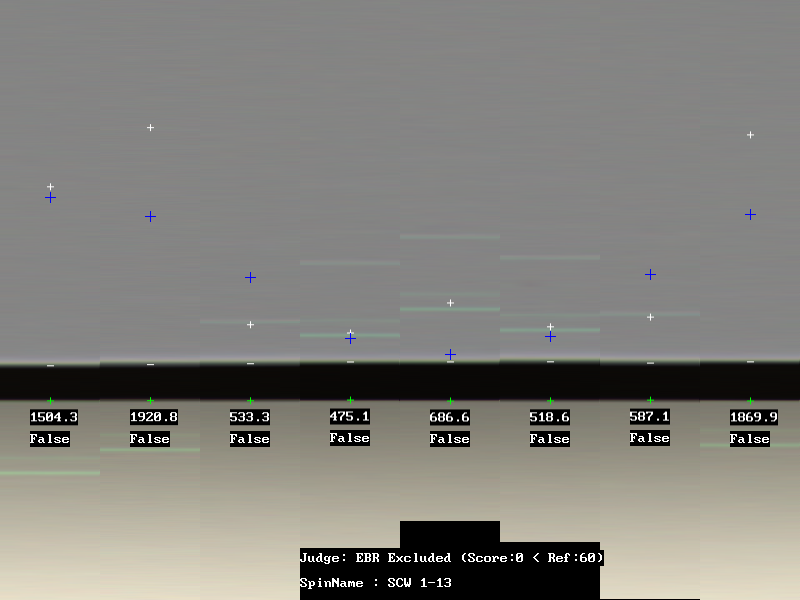 1504.3 1920.8 533.3 475.1 686.6 518.6 587.1 1869.9
False False False False False False False False
Judge: EBR Excluded (Score:0 < Ref:60)
SpinName : SCW 1-13